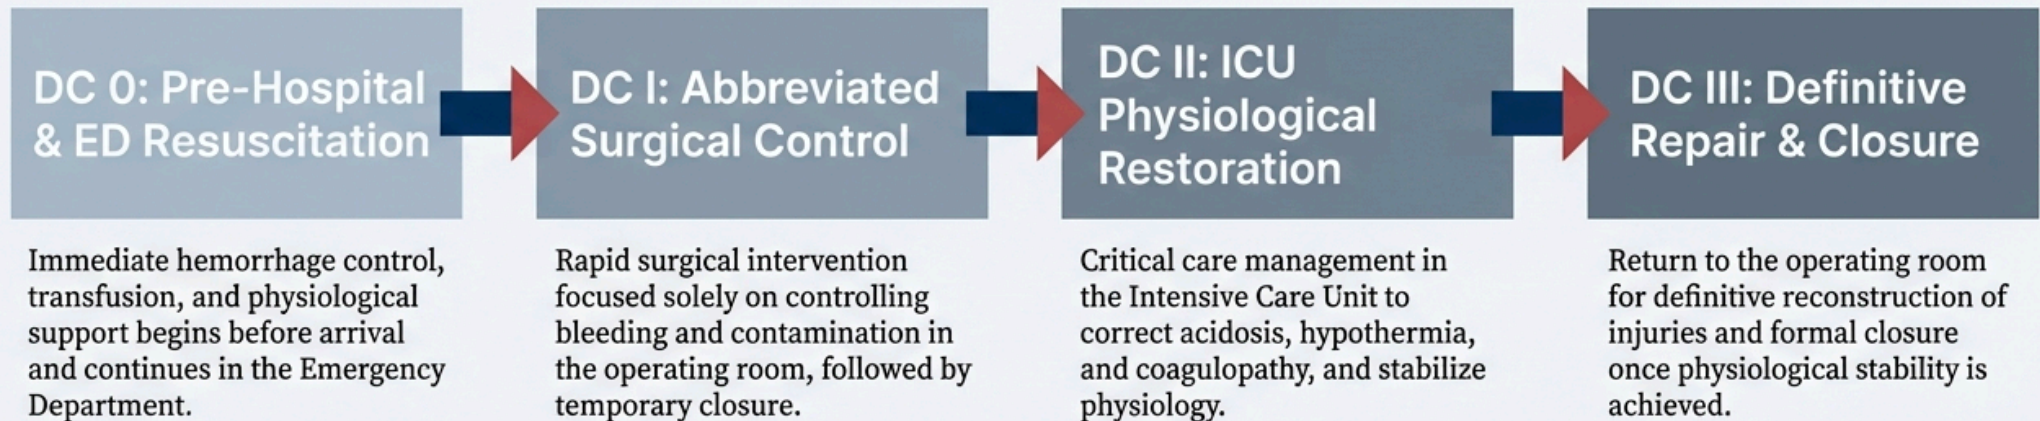 DC 0: Pre-Hospital
& ED Resuscitation
Immediate hemorrhage control,
transfusion, and physiological
support begins before arrival
and continues in the Emergency
Department.
DC I: Abbreviated
Surgical Control
Rapid surgical intervention
focused solely on controlling
bleeding and contamination in
the operating room, followed by
temporary closure.
DC II: ICU
Physiological
Restoration
Critical care management in
the Intensive Care Unit to
correct acidosis, hypothermia,
and coagulopathy, and stabilize
physiology.
DC III: Definitive
Repair & Closure
Return to the operating room
for definitive reconstruction of
injuries and formal closure
once physiological stability is
achieved.